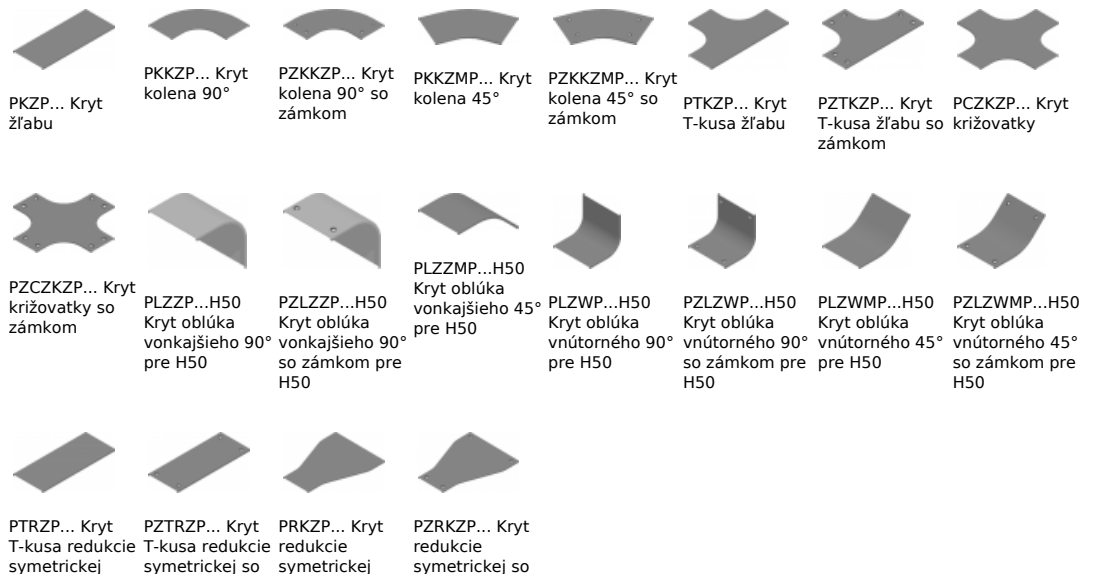 PKZP... Kryt
žľabu
PKKZP... Kryt
kolena 90°
PZKKZP... Kryt
kolena 90° so
zámkom
PKKZMP... Kryt
kolena 45°
PZKKZMP... Kryt
kolena 45° so
zámkom
PTKZP... Kryt
T-kusa žľabu
PZTKZP... Kryt
T-kusa žľabu so
zámkom
PCZKZP... Kryt
križovatky
PZCZKZP... Kryt
križovatky so
zámkom
PLZZP...H50
Kryt oblúka
vonkajšieho 90°
pre H50
PZLZZP...H50
Kryt oblúka
vonkajšieho 90°
so zámkom pre
H50
PLZZMP...H50
Kryt oblúka
vonkajšieho 45°
pre H50
PLZWP...H50
Kryt oblúka
vnútorného 90°
pre H50
PZLZWP...H50
Kryt oblúka
vnútorného 90°
so zámkom pre
H50
PLZWMP...H50
Kryt oblúka
vnútorného 45°
pre H50
PZLZWMP...H50
Kryt oblúka
vnútorného 45°
so zámkom pre
H50
PTRZP... Kryt
T-kusa redukcie
symetrickej
PZTRZP... Kryt
T-kusa redukcie
symetrickej so
PRKZP... Kryt
redukcie
symetrickej
PZRKZP... Kryt
redukcie
symetrickej so